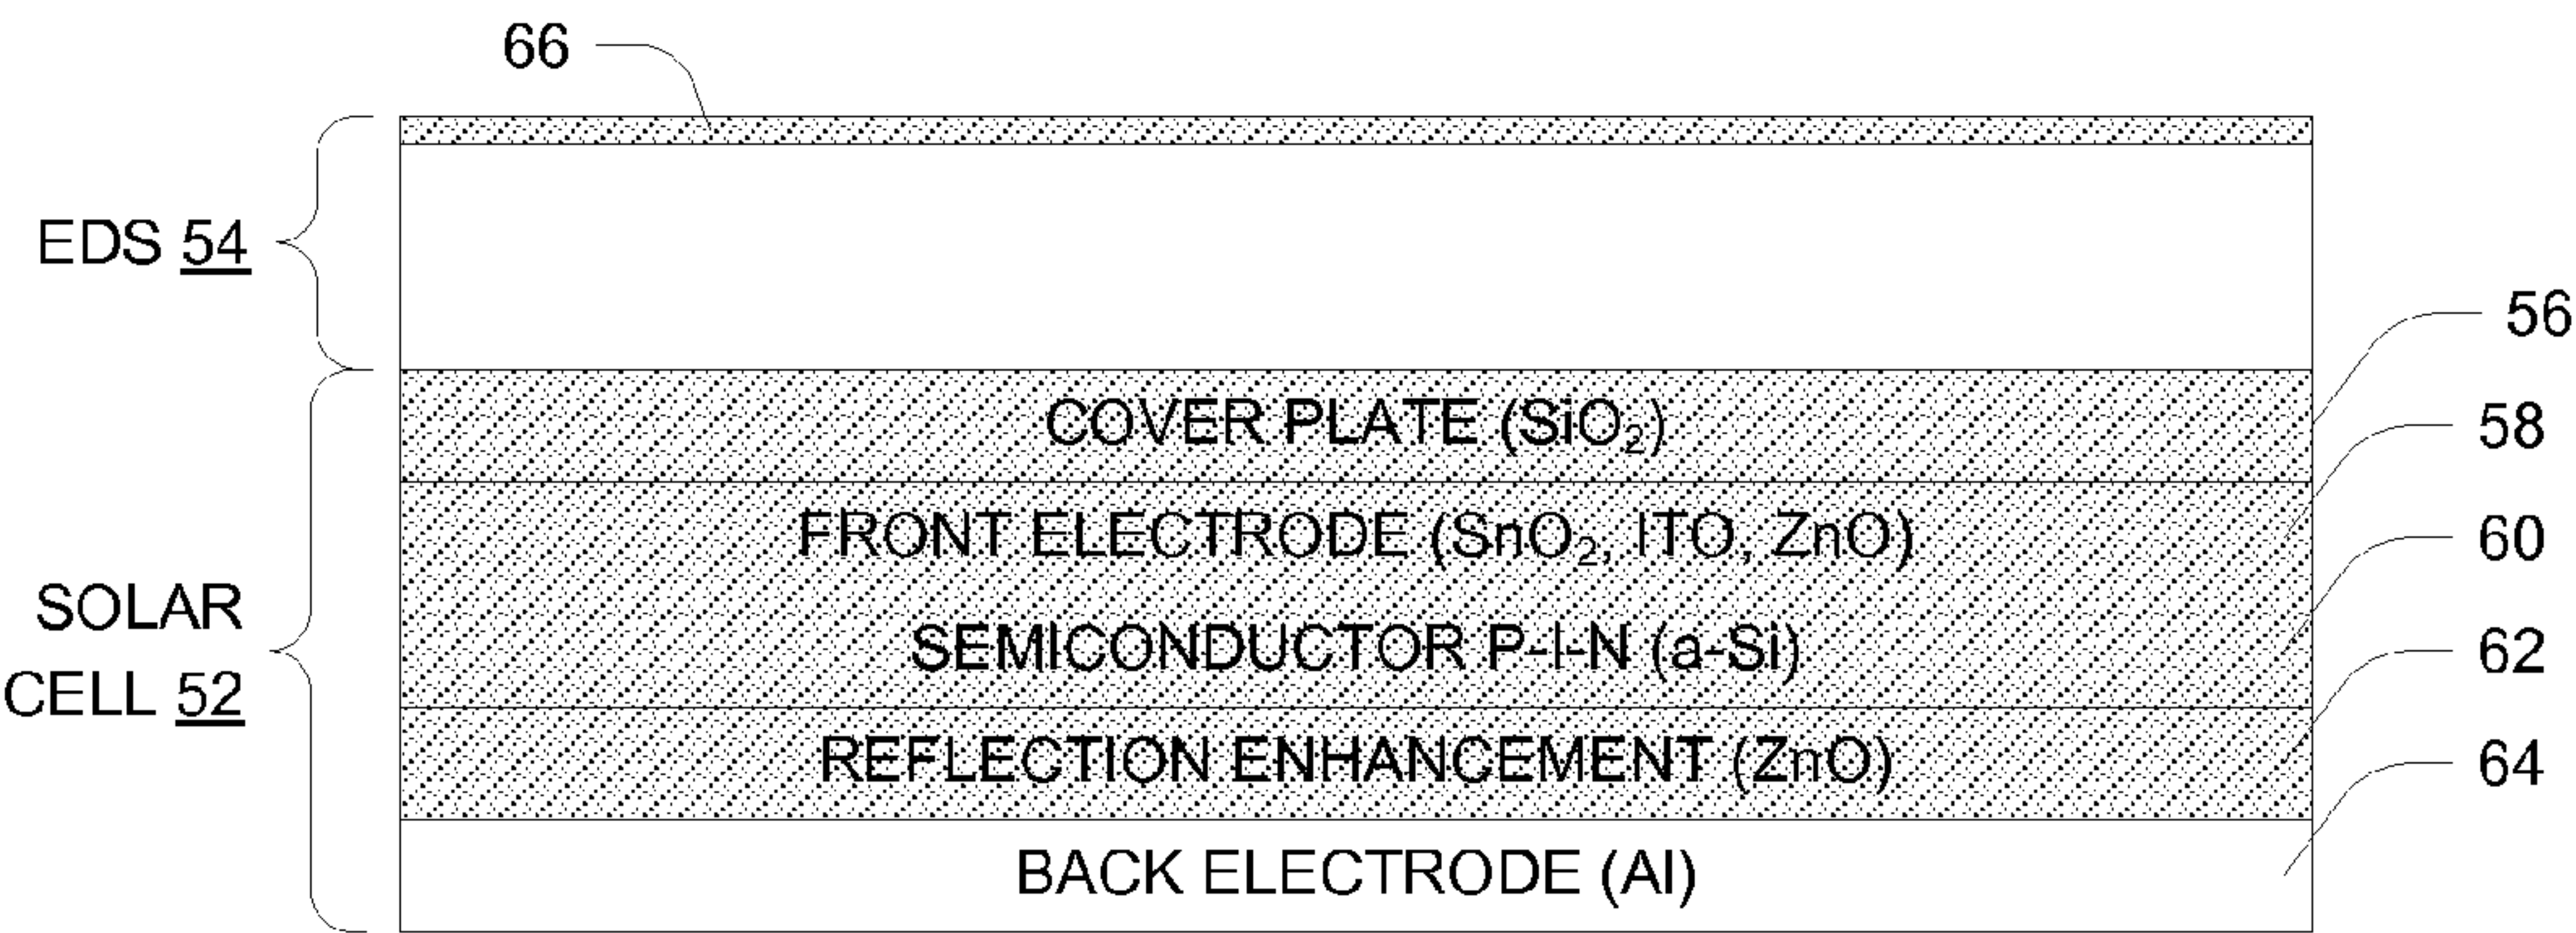 66
EDS 54
56
COVER PLATE (SiO₂)
58
FRONT ELECTRODE (SnO₂, ITO, ZnO)
60
SOLAR
CELL 52
SEMICONDUCTOR P-I-N (a-Si)
62
REFLECTION ENHANCEMENT (ZnO)
64
BACK ELECTRODE (Al)